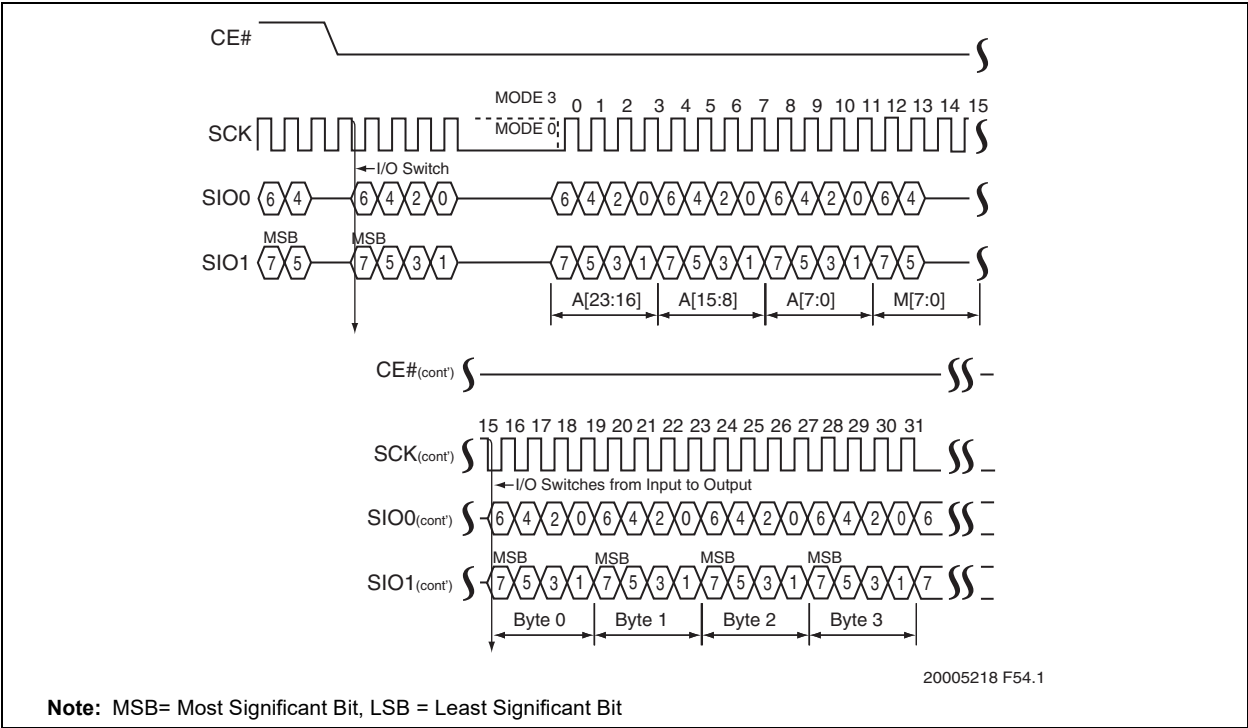 CE#
MODE 3
0 1 2 3 4 5 6 7 8 9 10 11 12 13 14 15
SCK
MODE 0
I/O Switch
SIO0 6 4 6 4 2 0 6 4 2 0 6 4 2 0 6 4 2 0 6 4
MSB MSB
SIO1 7 5 7 5 3 1 7 5 3 1 7 5 3 1 7 5 3 1 7 5
A[23:16] A[15:8] A[7:0] M[7:0]
CE#(cont')
15 16 17 18 19 20 21 22 23 24 25 26 27 28 29 30 31
SCK(cont')
I/O Switches from Input to Output
SIO0(cont') 6 4 2 0 6 4 2 0 6 4 2 0 6 4 2 0 6
MSB MSB MSB MSB
SIO1(cont') 7 5 3 1 7 5 3 1 7 5 3 1 7 5 3 1 7
Byte 0 Byte 1 Byte 2 Byte 3
20005218 F54.1
Note: MSB= Most Significant Bit, LSB = Least Significant Bit